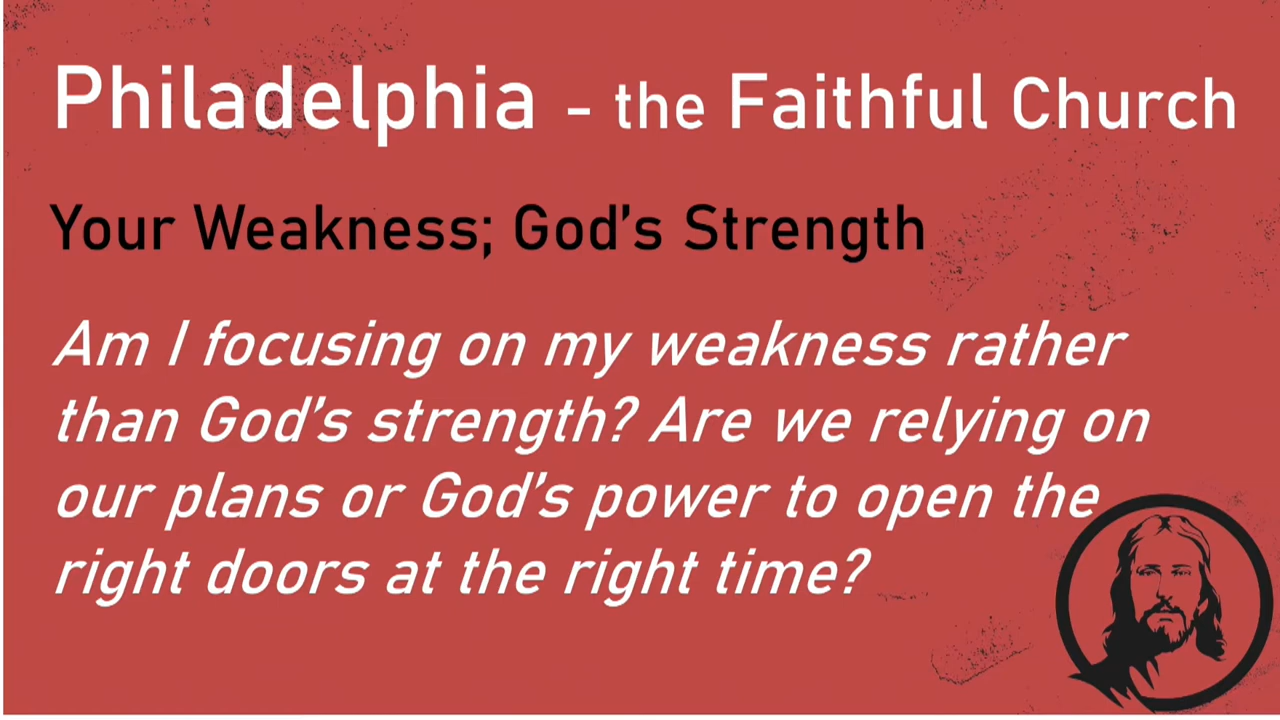 Philadelphia - the Faithful Church
Your Weakness; God's Strength
Am I focusing on my weakness rather
than God's strength? Are we relying on
our plans or God's power to open the
right doors at the right time?